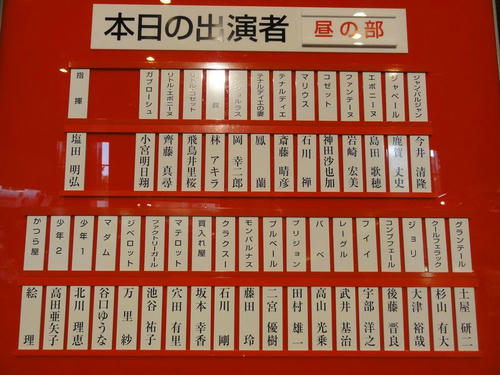 本日の出演者
昼の部
ジャンバルジャン
ジャベール
エポニーヌ
ファンテーヌ
コゼット
マリウス
テナルディエ
テナルディエの妻
アンジョルラス
リトル・コゼット
リトル・エポニーヌ
ガブローシュ
指揮
今井 清隆
鹿賀 丈史
島田 歌穂
岩崎 宏美
神田沙也加
石川 禅
斎藤 晴彦
鳳 蘭
岡 幸二郎
林 アキラ
飛鳥井里桜
齊藤 真尋
小宮明日翔
塩田 明弘
グランテール
クールフェラック
ジョリ
コンブフェール
フイイ
レーグル
バベ
ブリジョン
プルベール
モンパルナス
クラクスー
買入れ屋
マテロット
ファクトリーガール
ジベロット
マダム
少年1
少年2
かつら屋
土屋 研二
杉山 有大
大津 裕哉
後藤 晋良
宇部 洋之
武井 基治
高山 光乗
田村 雄一
二宮 優樹
藤田 玲
石川 剛
坂本 幸香
穴田 有里
池谷 祐子
万 里紗
谷口ゆうな
北川 理恵
高田亜矢子
絵 理